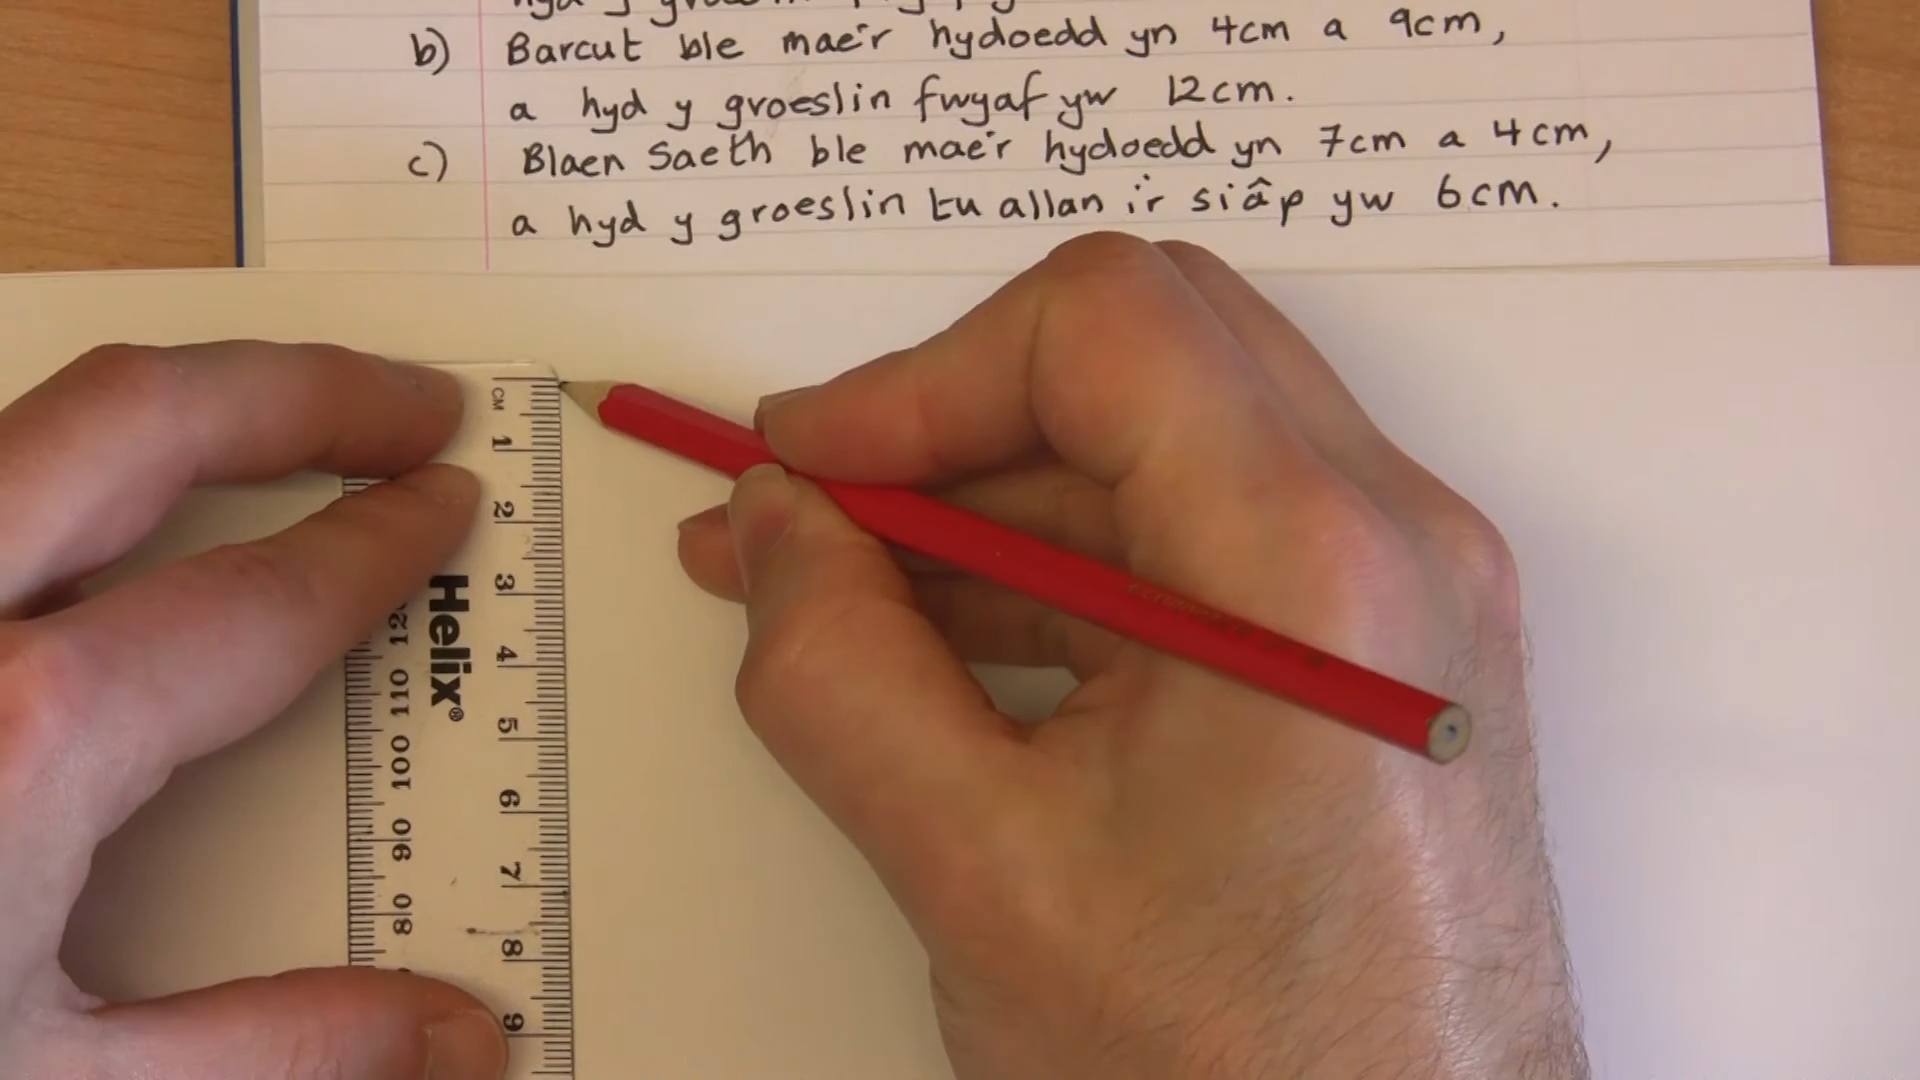 hyd y groeslin
b) Barcut ble mae'r hydoedd yn 4cm a 9cm,
a hyd y groeslin fwyaf yw 12cm.
c) Blaen Saeth ble mae'r hydoedd yn 7cm a 4cm,
a hyd y groeslin tu allan i'r siâp yw 6cm.
CM 1 2 3 4 5 6 7 8 9
Helix®
110 100 90 80